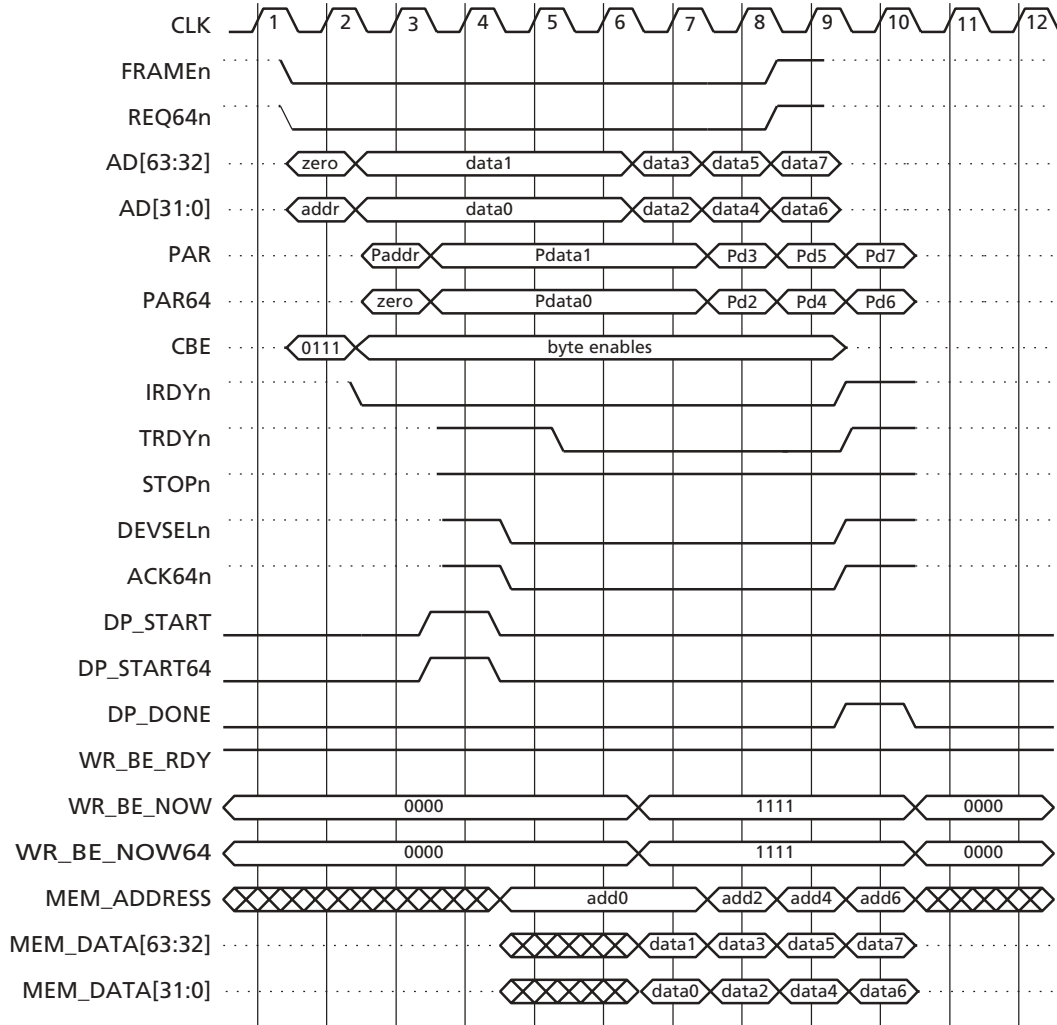 CLK 1 2 3 4 5 6 7 8 9 10 11 12
FRAMEn
REQ64n
AD[63:32] zero data1 data3 data5 data7
AD[31:0] addr data0 data2 data4 data6
PAR Paddr Pdata1 Pd3 Pd5 Pd7
PAR64 zero Pdata0 Pd2 Pd4 Pd6
CBE 0111 byte enables
IRDYn
TRDYn
STOPn
DEVSELn
ACK64n
DP_START
DP_START64
DP_DONE
WR_BE_RDY
WR_BE_NOW 0000 1111 0000
WR_BE_NOW64 0000 1111 0000
MEM_ADDRESS add0 add2 add4 add6
MEM_DATA[63:32] data1 data3 data5 data7
MEM_DATA[31:0] data0 data2 data4 data6